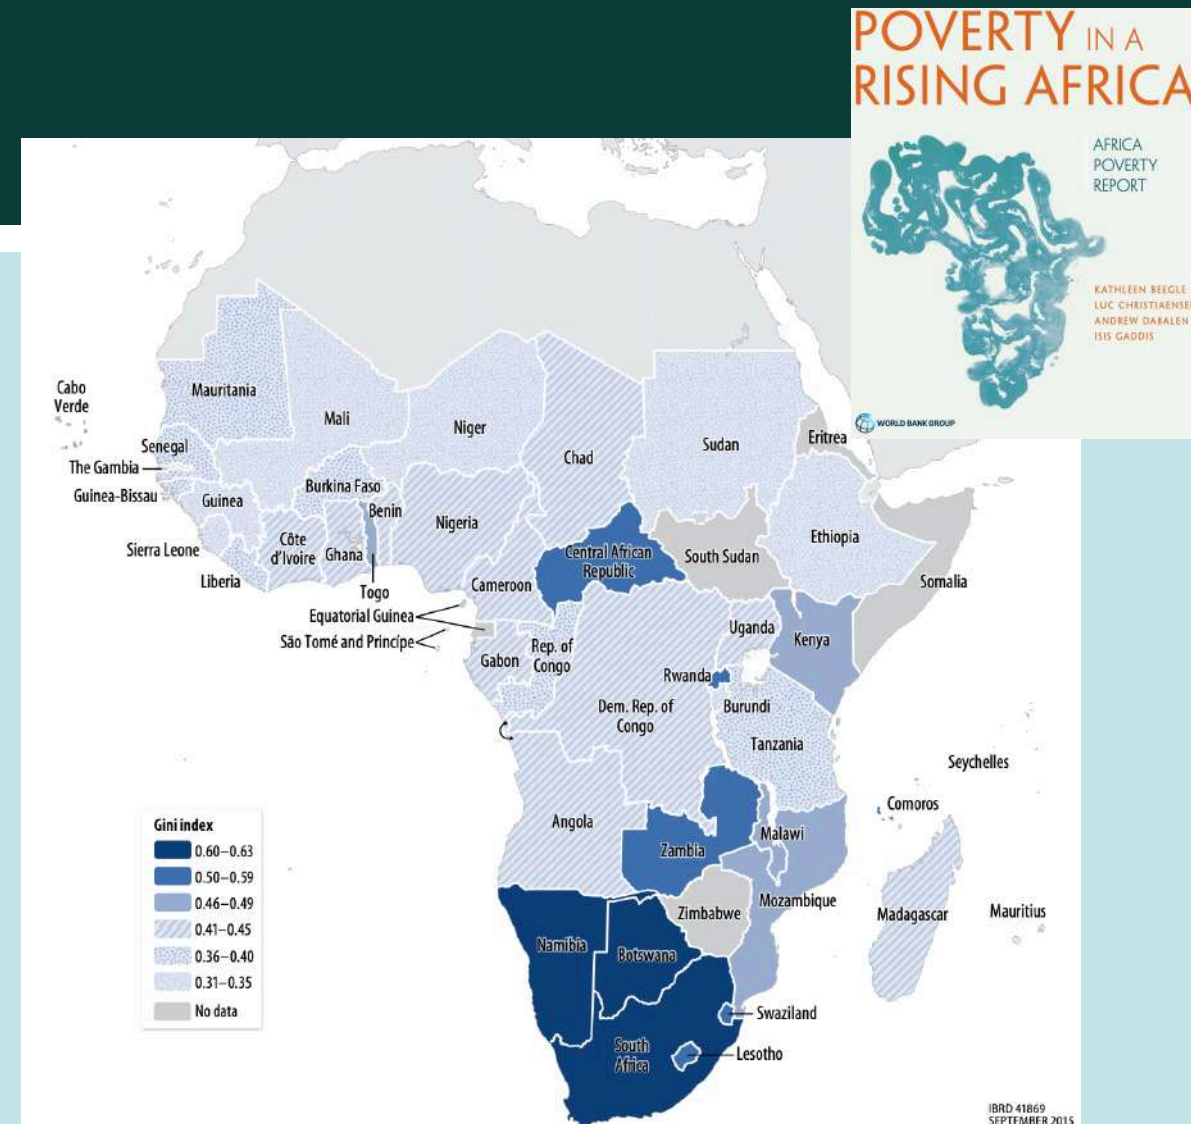 POVERTY IN A
RISING AFRICA
AFRICA
POVERTY
REPORT
KATHLEEN BEEGLE
LUC CHRISTIAENSE
ANDREW DABALEN
ISIS GADDIS
WORLD BANK GROUP
Cabo
Verde
Mauritania
Mali
Niger
Chad
Sudan
Eritrea
Senegal
The Gambia
Guinea-Bissau
Guinea
Burkina Faso
Benin
Nigeria
Sierra Leone
Côte
d'Ivoire
Ghana
Liberia
Togo
Cameroon
Central African
Republic
South Sudan
Ethiopia
Somalia
Equatorial Guinea
São Tomé and Príncipe
Gabon
Rep. of
Congo
Uganda
Kenya
Rwanda
Dem. Rep. of
Congo
Burundi
Tanzania
Seychelles
Comoros
Angola
Malawi
Zambia
Mozambique
Zimbabwe
Madagascar
Mauritius
Namibia
Botswana
Swaziland
South
Africa
Lesotho
Gini index
0.60–0.63
0.50–0.59
0.46–0.49
0.41–0.45
0.36–0.40
0.31–0.35
No data
IBRD 41869
SEPTEMBER 2015